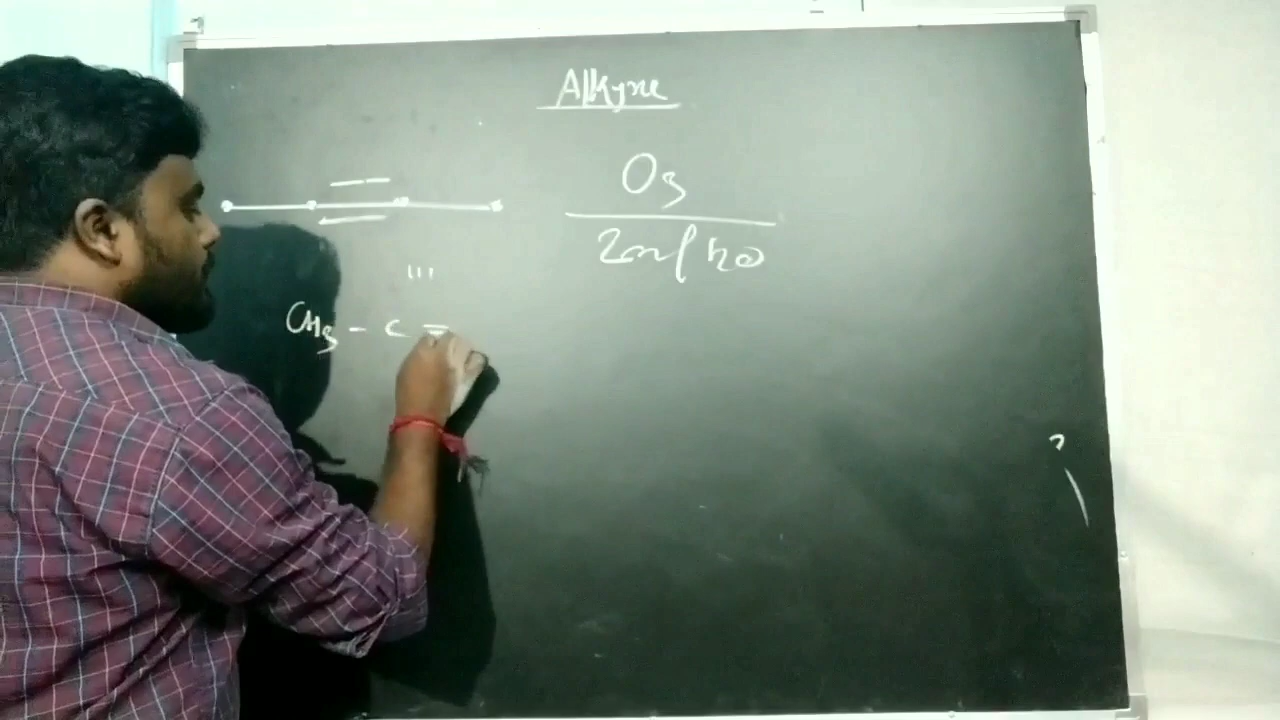 Alkyne
O3
Zn/H2O
CH3 - C =